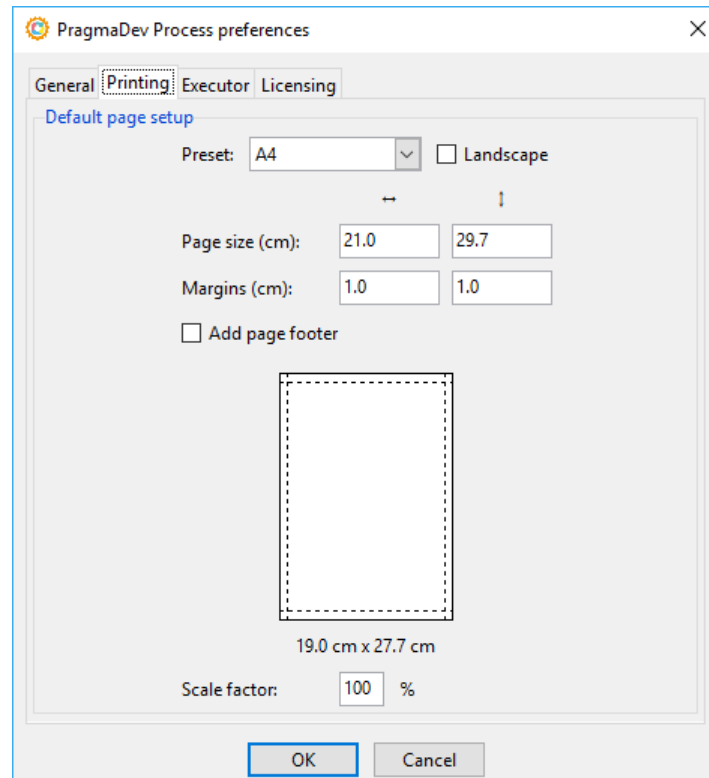 PragmaDev Process preferences
General Printing Executor Licensing
Default page setup
Preset: A4 Landscape
Page size (cm): 21.0 29.7
Margins (cm): 1.0 1.0
Add page footer
19.0 cm x 27.7 cm
Scale factor: 100 %
OK Cancel